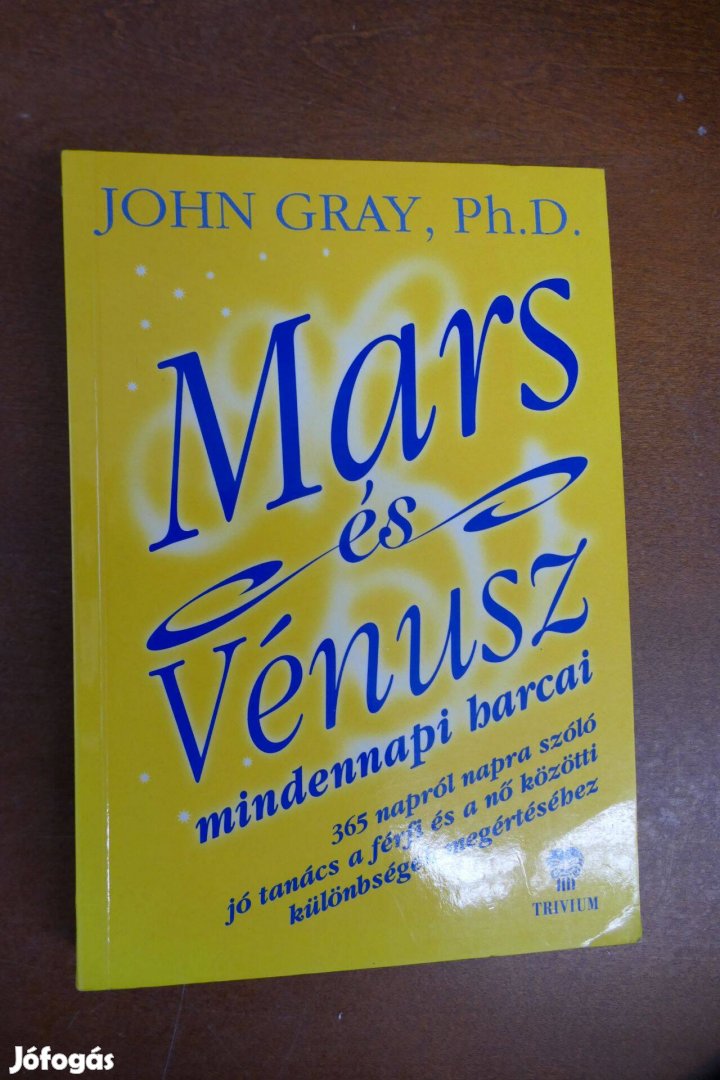 JOHN GRAY, Ph.D.
Mars
és
Vénusz
mindennapi harcai
365 napról napra szóló
jó tanács a férfi és a nő közötti
különbségek megértéséhez
TRIVIUM
Jófogás